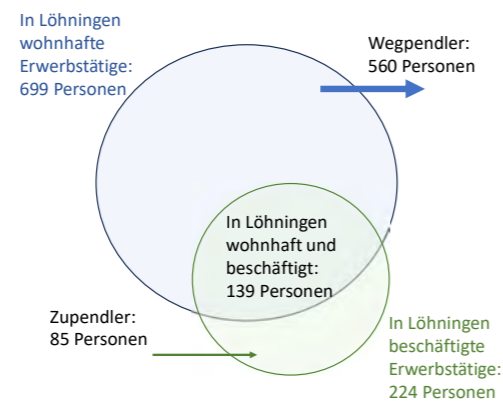 In Löhningen
wohnhafte
Erwerbstätige:
699 Personen
Wegpendler:
560 Personen
In Löhningen
wohnhaft und
beschäftigt:
139 Personen
Zupendler:
85 Personen
In Löhningen
beschäftigte
Erwerbstätige:
224 Personen